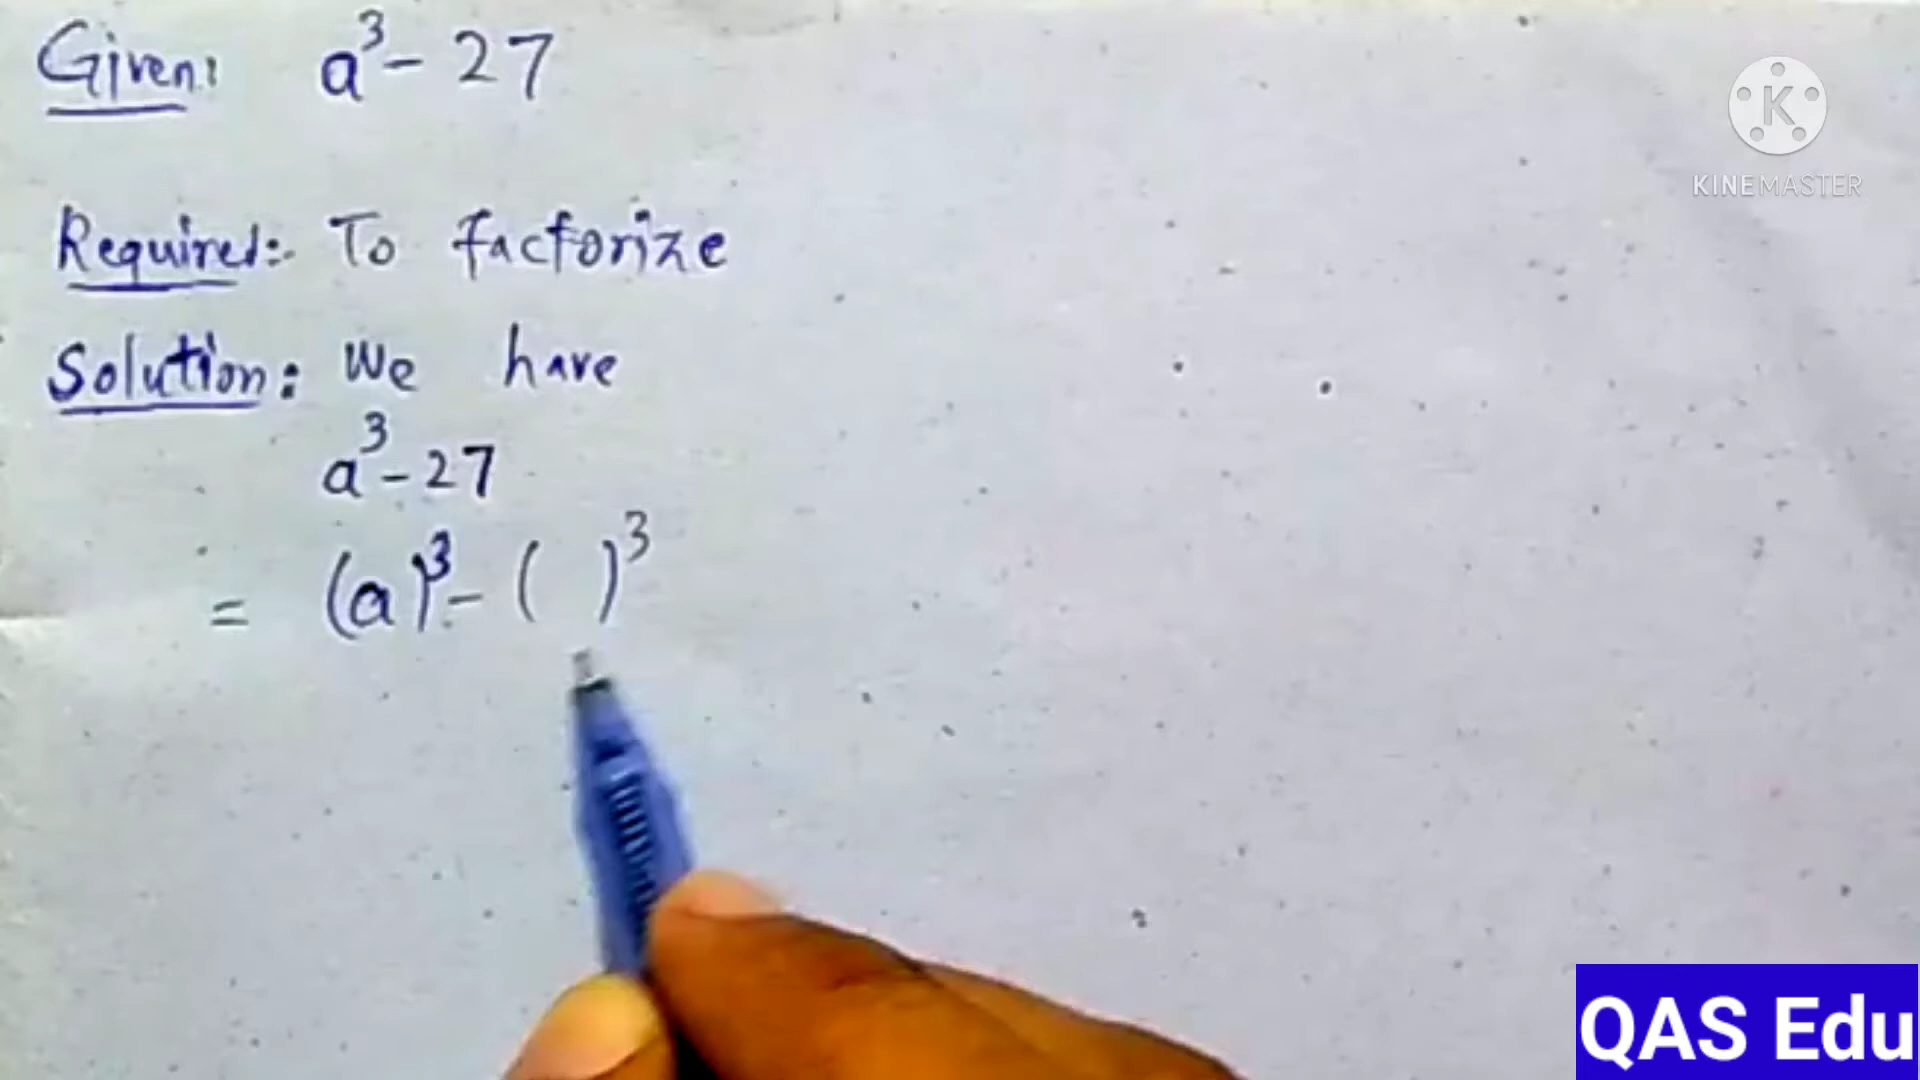 Given: a³ - 27
KINEMASTER
Required:- To factorize
Solution: We have
a³ - 27
= (a)³ - ( )³
QAS Edu